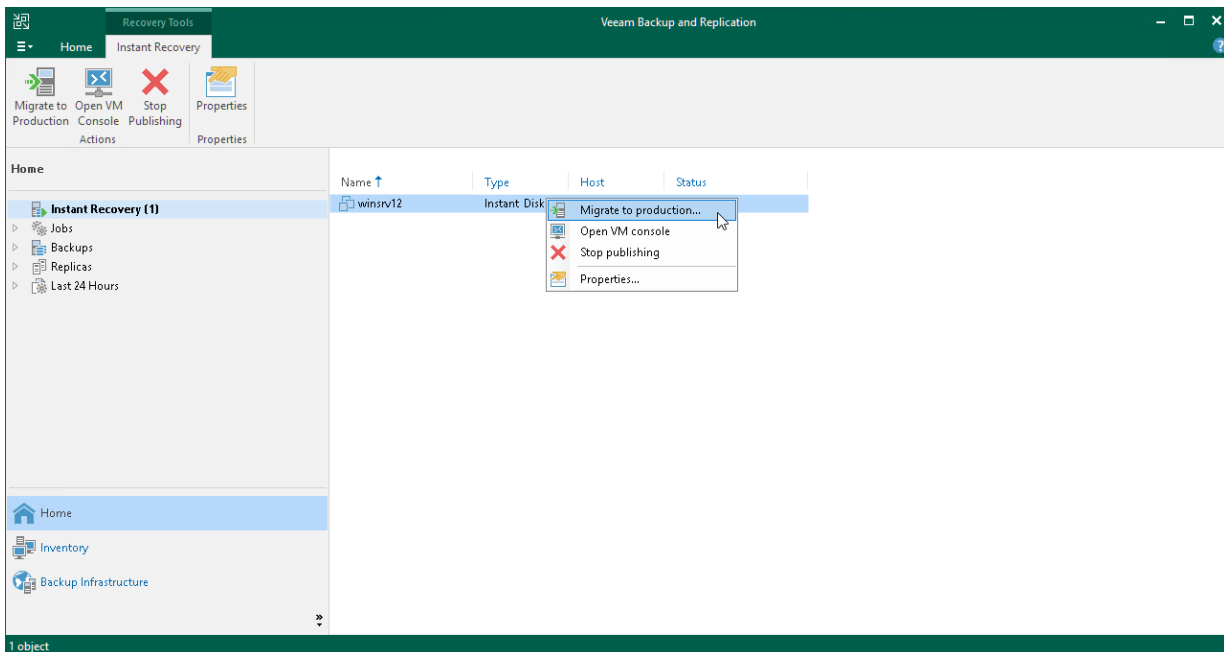 Recovery Tools
Veeam Backup and Replication
Home
Instant Recovery
Migrate to Production
Open VM Console
Stop Publishing
Properties
Actions
Properties
Home
Instant Recovery (1)
Jobs
Backups
Replicas
Last 24 Hours
Home
Inventory
Backup Infrastructure
Name
Type
Host
Status
winsrv12
Instant Disk
Migrate to production...
Open VM console
Stop publishing
Properties...
1 object